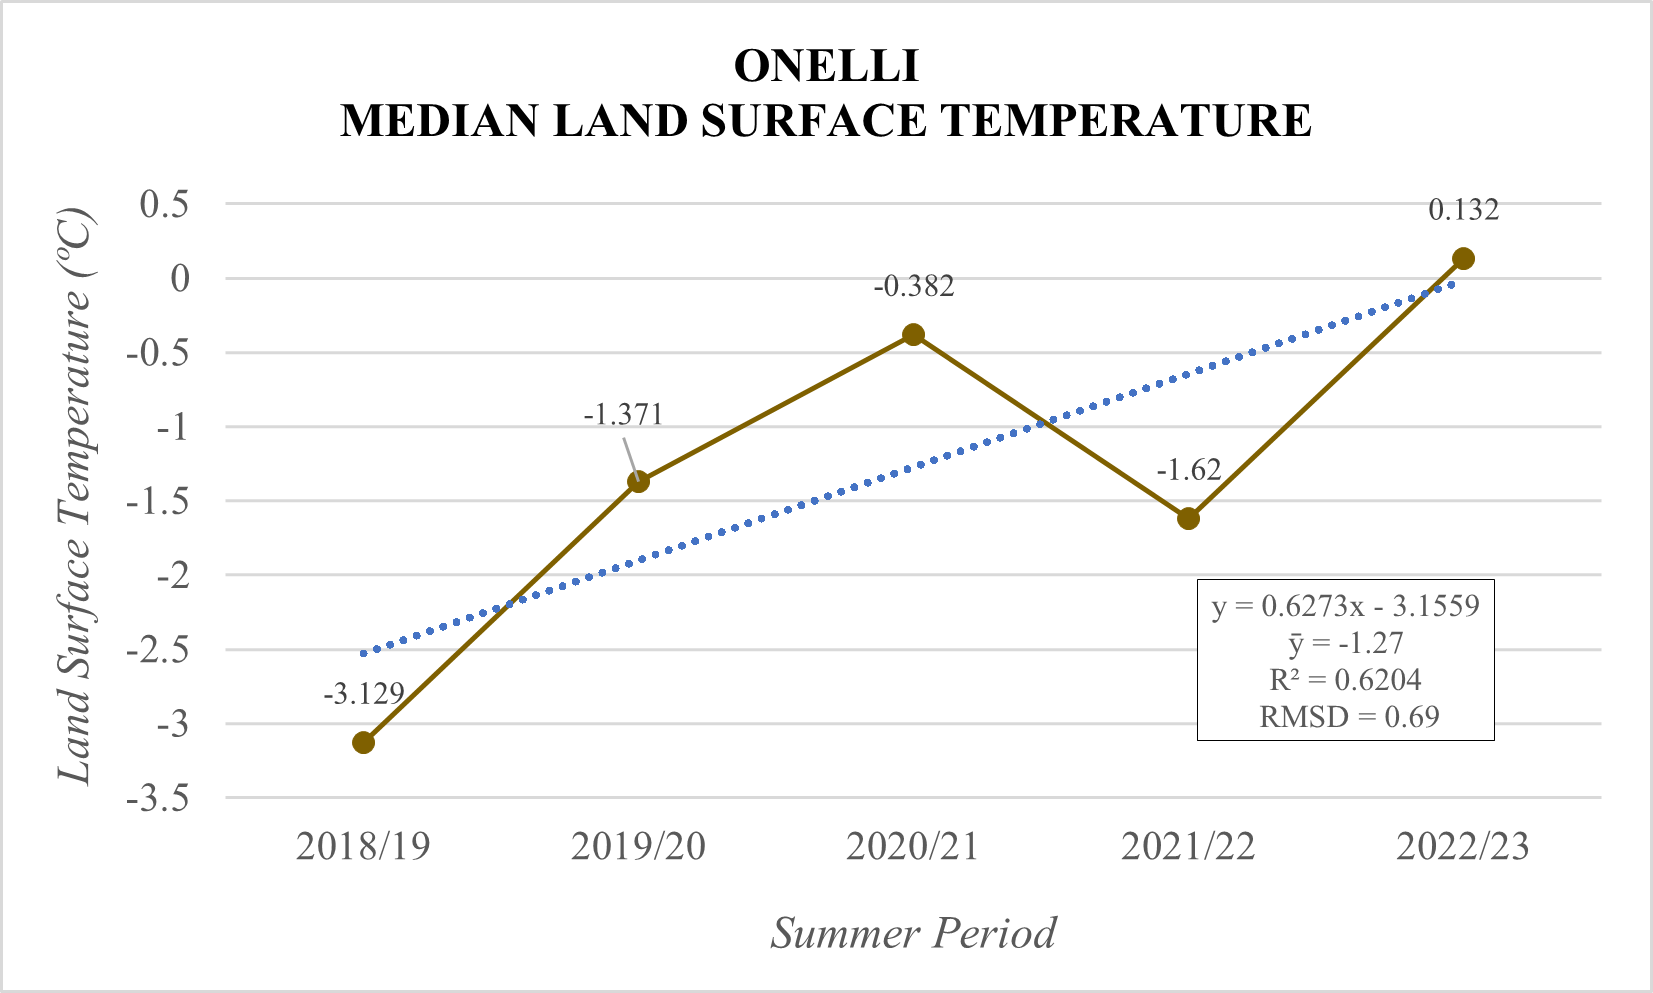 ONELLI
MEDIAN LAND SURFACE TEMPERATURE
Land Surface Temperature (ºC)
0.5
0
-0.5
-1
-1.5
-2
-2.5
-3
-3.5
-3.129
-1.371
-0.382
-1.62
0.132
y = 0.6273x - 3.1559
ȳ = -1.27
R² = 0.6204
RMSD = 0.69
2018/19 2019/20 2020/21 2021/22 2022/23
Summer Period